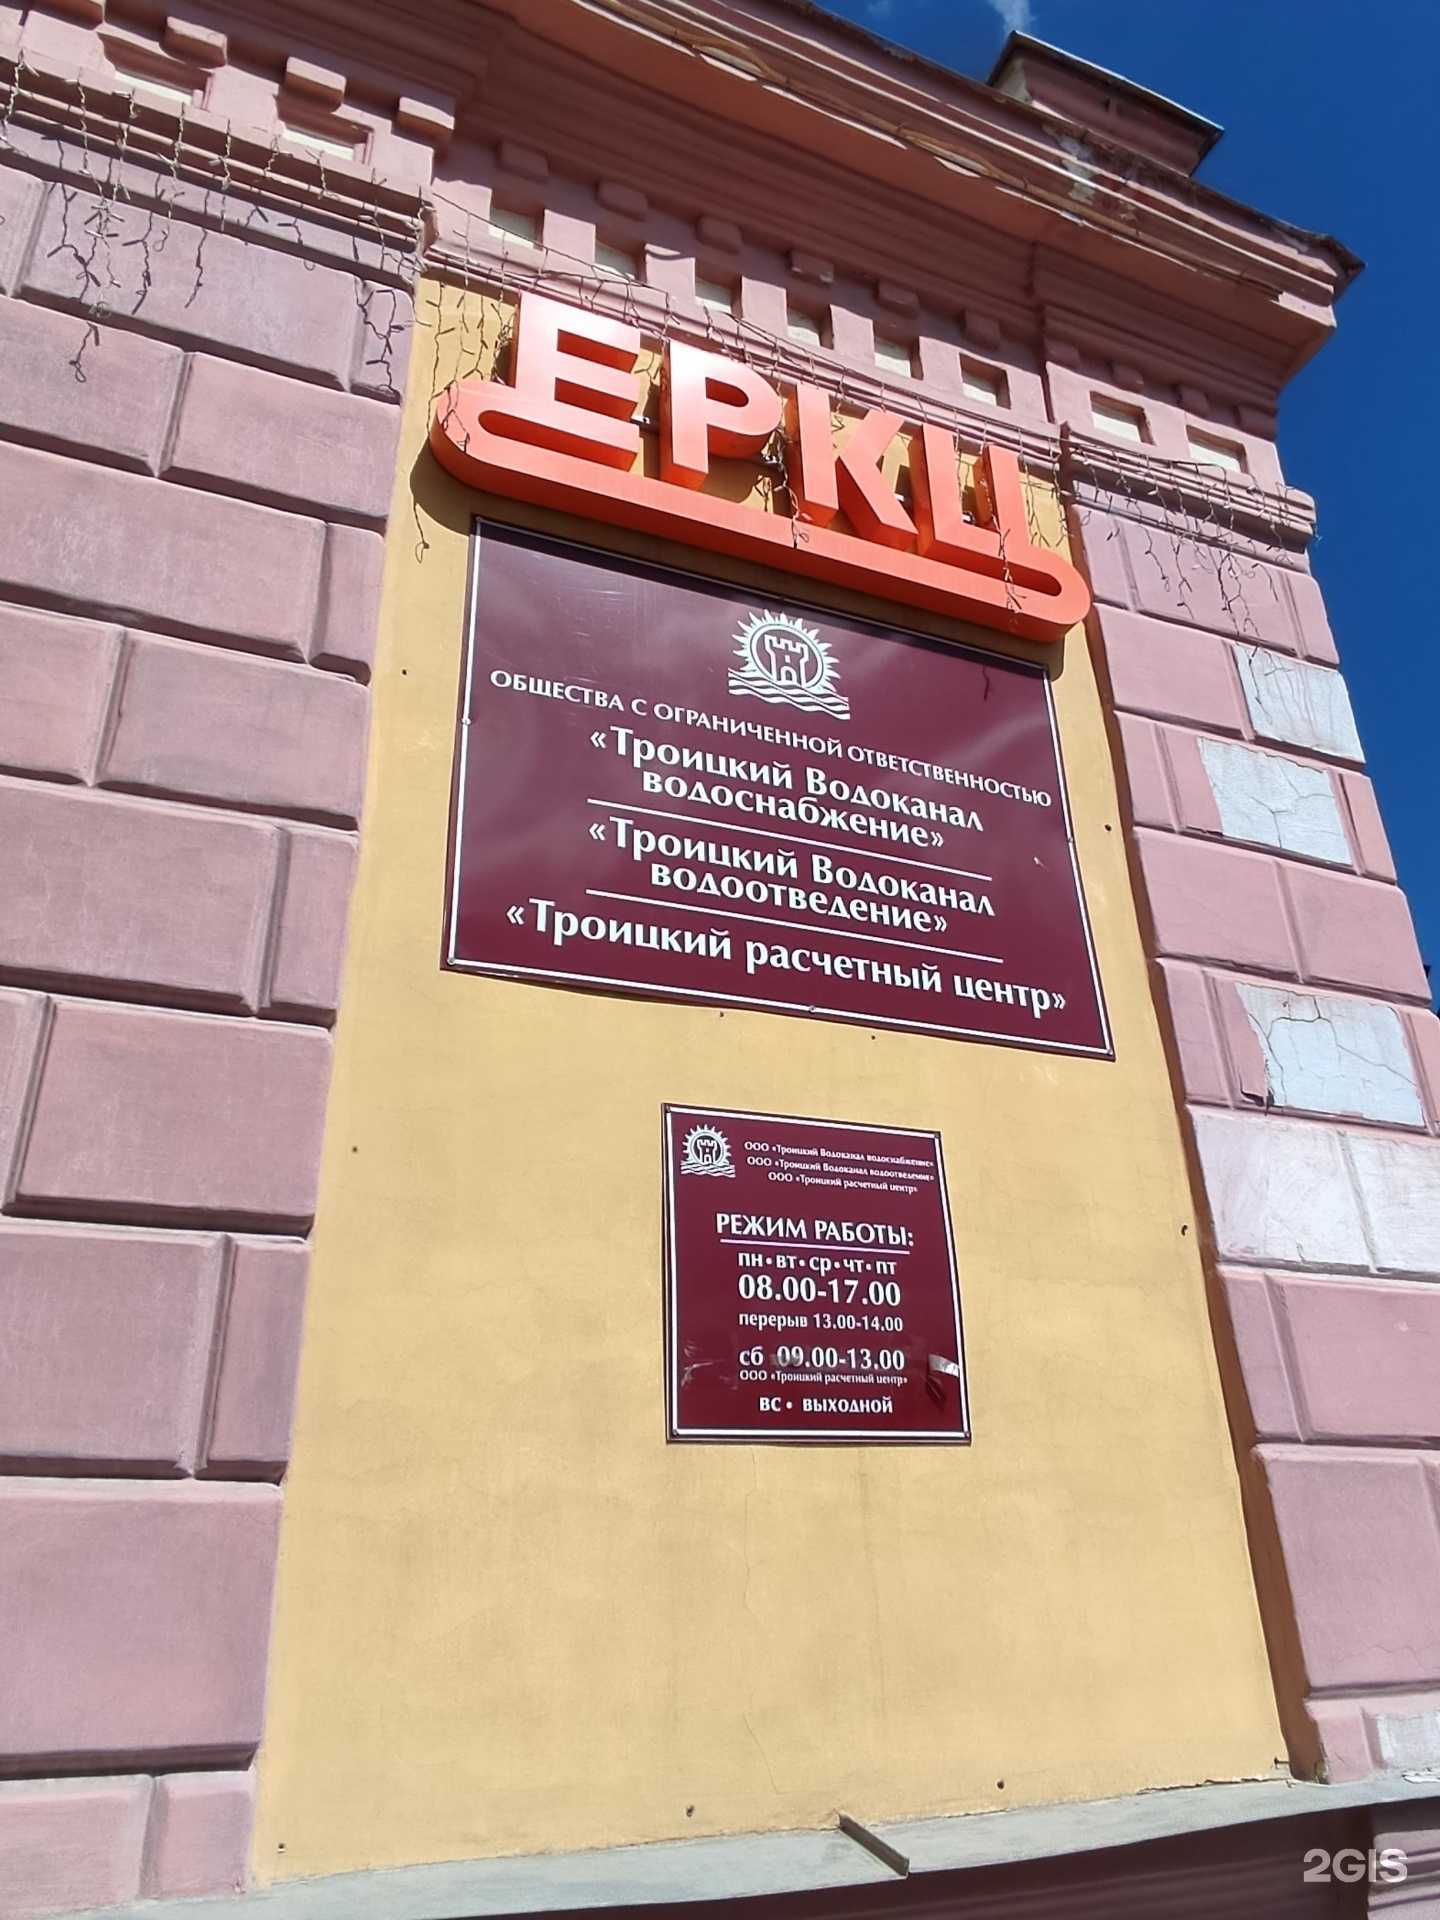 ЕРКЦ
ОБЩЕСТВА С ОГРАНИЧЕННОЙ ОТВЕТСТВЕННОСТЬЮ
«Троицкий Водоканал
водоснабжение»
«Троицкий Водоканал
водоотведение»
«Троицкий расчетный центр»
ООО «Троицкий Водоканал водоснабжение»
ООО «Троицкий Водоканал водоотведение»
ООО «Троицкий расчетный центр»
РЕЖИМ РАБОТЫ:
пн•вт•ср•чт•пт
08.00-17.00
перерыв 13.00-14.00
сб 09.00-13.00
ООО «Троицкий расчетный центр»
ВС • ВЫХОДНОЙ
2GIS